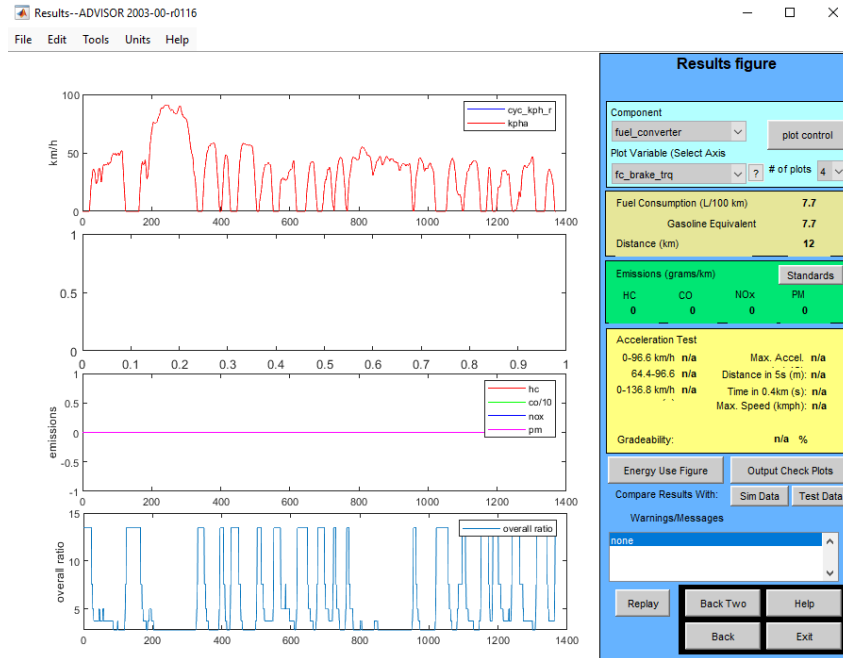 Results--ADVISOR 2003-00-r0116
File Edit Tools Units Help
100
50
0
km/h
cyc_kph_r
kpha
0 200 400 600 800 1000 1200 1400
1
0.5
0
0 0.1 0.2 0.3 0.4 0.5 0.6 0.7 0.8 0.9 1
1
0.5
0
-0.5
-1
emissions
hc
co/10
nox
pm
0 200 400 600 800 1000 1200 1400
15
10
5
overall ratio
overall ratio
0 200 400 600 800 1000 1200 1400
Results figure
Component
fuel_converter
plot control
Plot Variable (Select Axis
fc_brake_trq ? # of plots 4
Fuel Consumption (L/100 km) 7.7
Gasoline Equivalent 7.7
Distance (km) 12
Emissions (grams/km) Standards
HC CO NOx PM
0 0 0 0
Acceleration Test
0-96.6 km/h n/a Max. Accel. n/a
64.4-96.6 n/a Distance in 5s (m): n/a
0-136.8 km/h n/a Time in 0.4km (s): n/a
Max. Speed (kmph): n/a
Gradeability: n/a %
Energy Use Figure Output Check Plots
Compare Results With: Sim Data Test Data
Warnings/Messages
none
Replay Back Two Help
Back Exit